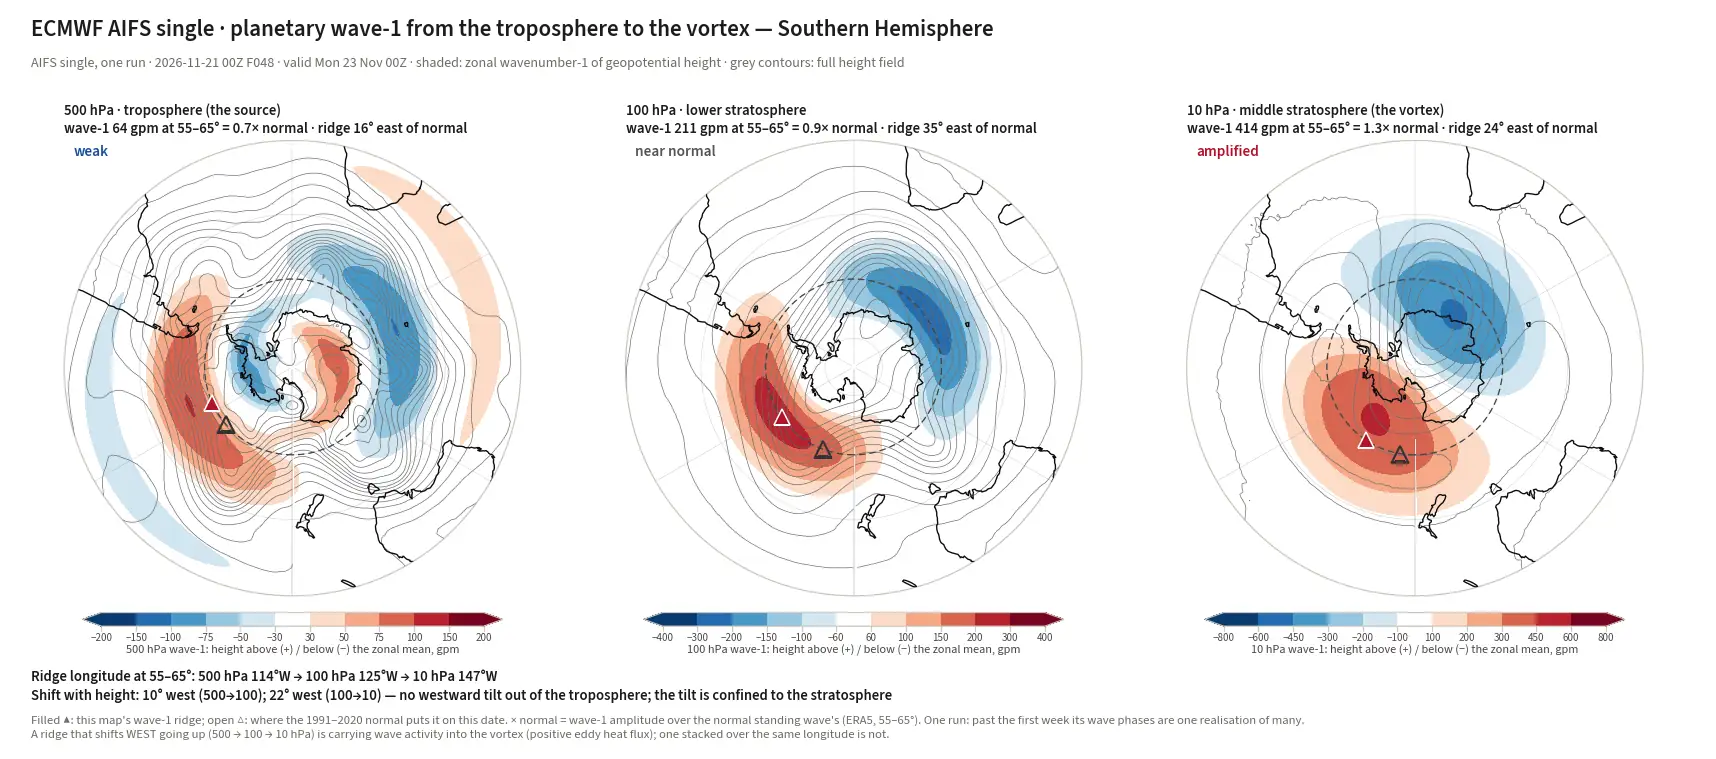 ECMWF AIFS single · planetary wave-1 from the troposphere to the vortex — Southern Hemisphere
AIFS single, one run · 2026-11-21 00Z F048 · valid Mon 23 Nov 00Z · shaded: zonal wavenumber-1 of geopotential height · grey contours: full height field
500 hPa · troposphere (the source)
wave-1 64 gpm at 55–65° = 0.7× normal · ridge 16° east of normal
weak
100 hPa · lower stratosphere
wave-1 211 gpm at 55–65° = 0.9× normal · ridge 35° east of normal
near normal
10 hPa · middle stratosphere (the vortex)
wave-1 414 gpm at 55–65° = 1.3× normal · ridge 24° east of normal
amplified
−200 −150 −100 −75 −50 −30 30 50 75 100 150 200
500 hPa wave-1: height above (+) / below (−) the zonal mean, gpm
−400 −300 −200 −150 −100 −60 60 100 150 200 300 400
100 hPa wave-1: height above (+) / below (−) the zonal mean, gpm
−800 −600 −450 −300 −200 −100 100 200 300 450 600 800
10 hPa wave-1: height above (+) / below (−) the zonal mean, gpm
Ridge longitude at 55–65°: 500 hPa 114°W → 100 hPa 125°W → 10 hPa 147°W
Shift with height: 10° west (500→100); 22° west (100→10) — no westward tilt out of the troposphere; the tilt is confined to the stratosphere
Filled ▲: this map's wave-1 ridge; open △: where the 1991–2020 normal puts it on this date. × normal = wave-1 amplitude over the normal standing wave's (ERA5, 55–65°). One run: past the first week its wave phases are one realisation of many.
A ridge that shifts WEST going up (500 → 100 → 10 hPa) is carrying wave activity into the vortex (positive eddy heat flux); one stacked over the same longitude is not.